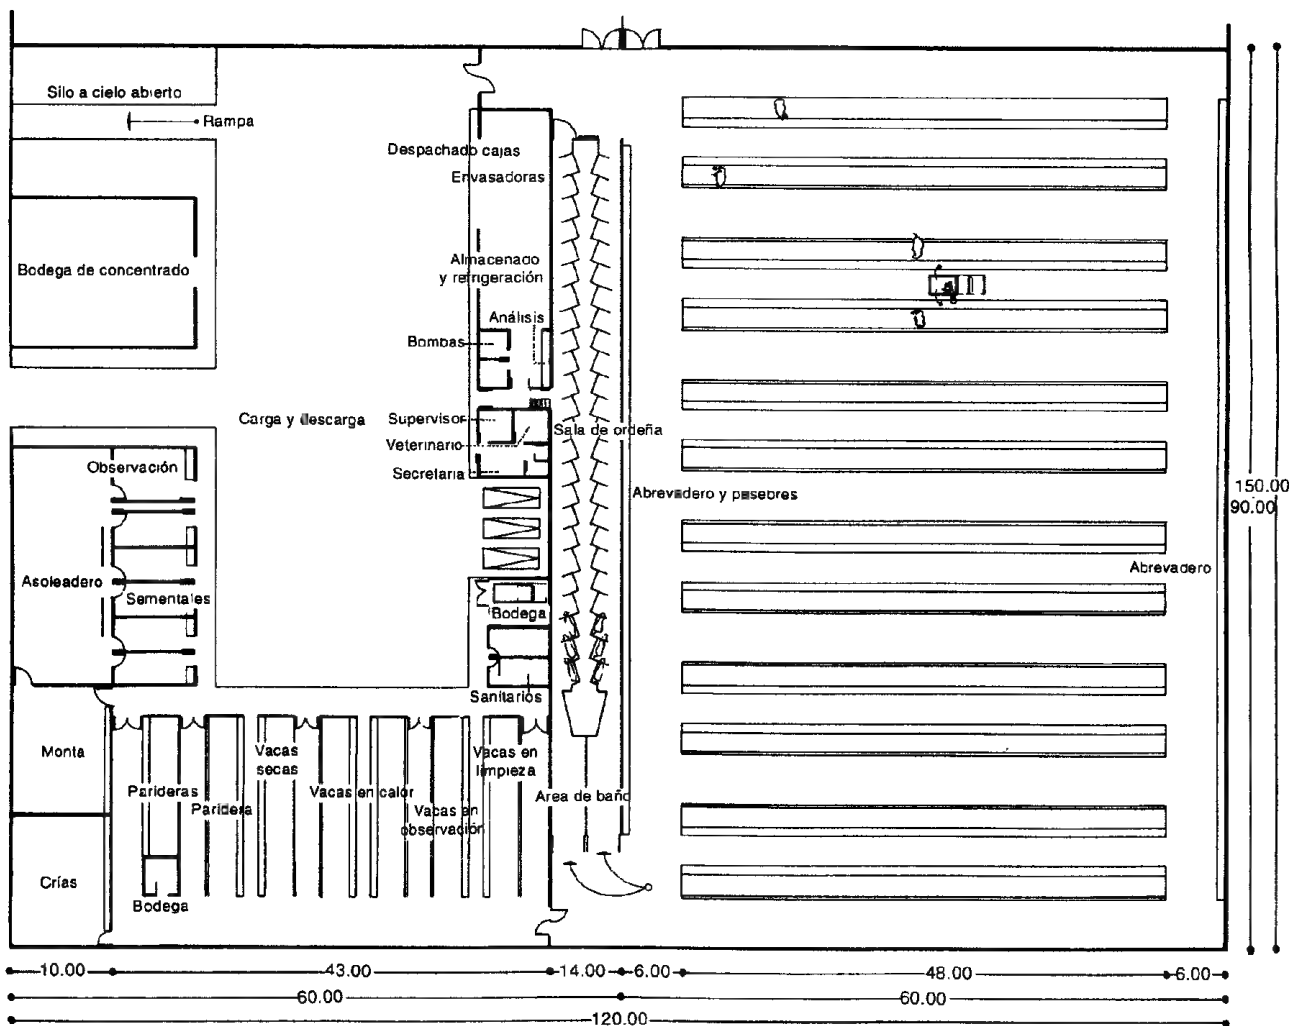 Silo a cielo abierto
Rampa
Despachado cajas
Envasadoras
Bodega de concentrado
Almacenado
y refrigeración
Análisis
Bombas
Carga y descarga
Supervisor
Sala de ordeña
Veterinario
Secretaria
Observación
Abrevadero y pesebres
150.00
90.00
Abrevadero
Asoleadero
Sementales
Bodega
Sanitarios
Monta
Vacas
secas
Vacas en
limpieza
Parideras
Paridera
Vacas en calor
Vacas en
observación
Area de baño
Crías
Bodega
10.00
43.00
14.00
6.00
48.00
6.00
60.00
60.00
120.00